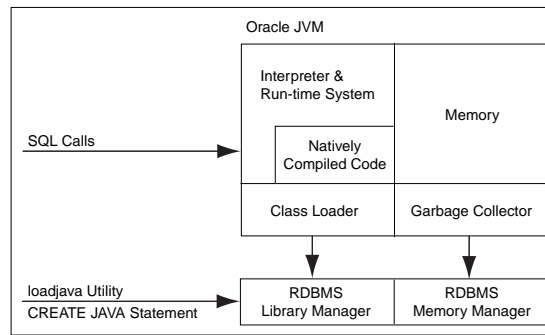 Oracle JVM
Interpreter &
Run-time System
Memory
SQL Calls
Natively
Compiled Code
Class Loader
Garbage Collector
loadjava Utility
CREATE JAVA Statement
RDBMS
Library Manager
RDBMS
Memory Manager